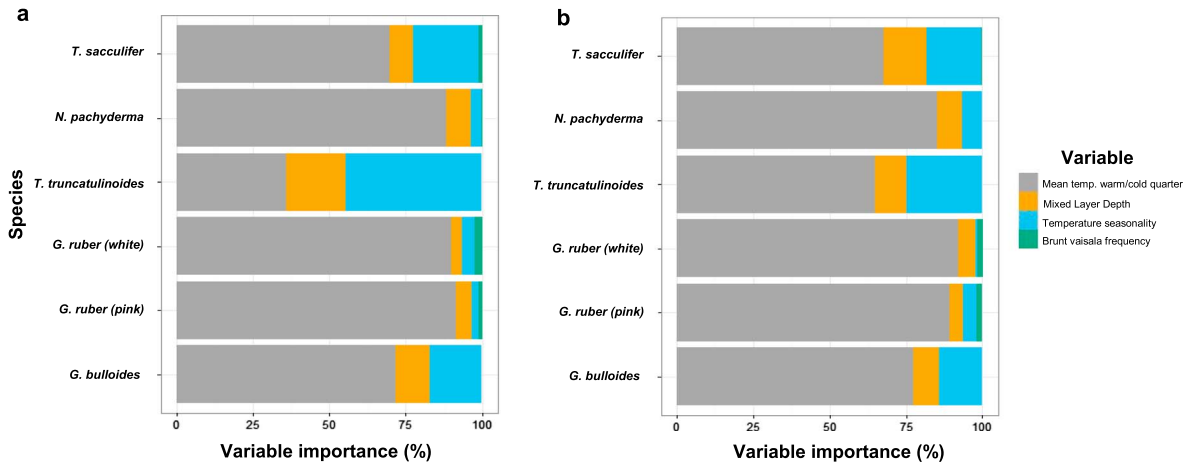 a
Species
T. sacculifer
N. pachyderma
T. truncatulinoides
G. ruber (white)
G. ruber (pink)
G. bulloides
0 25 50 75 100
Variable importance (%)
b
T. sacculifer
N. pachyderma
T. truncatulinoides
G. ruber (white)
G. ruber (pink)
G. bulloides
0 25 50 75 100
Variable importance (%)
Variable
Mean temp. warm/cold quarter
Mixed Layer Depth
Temperature seasonality
Brunt vaisala frequency